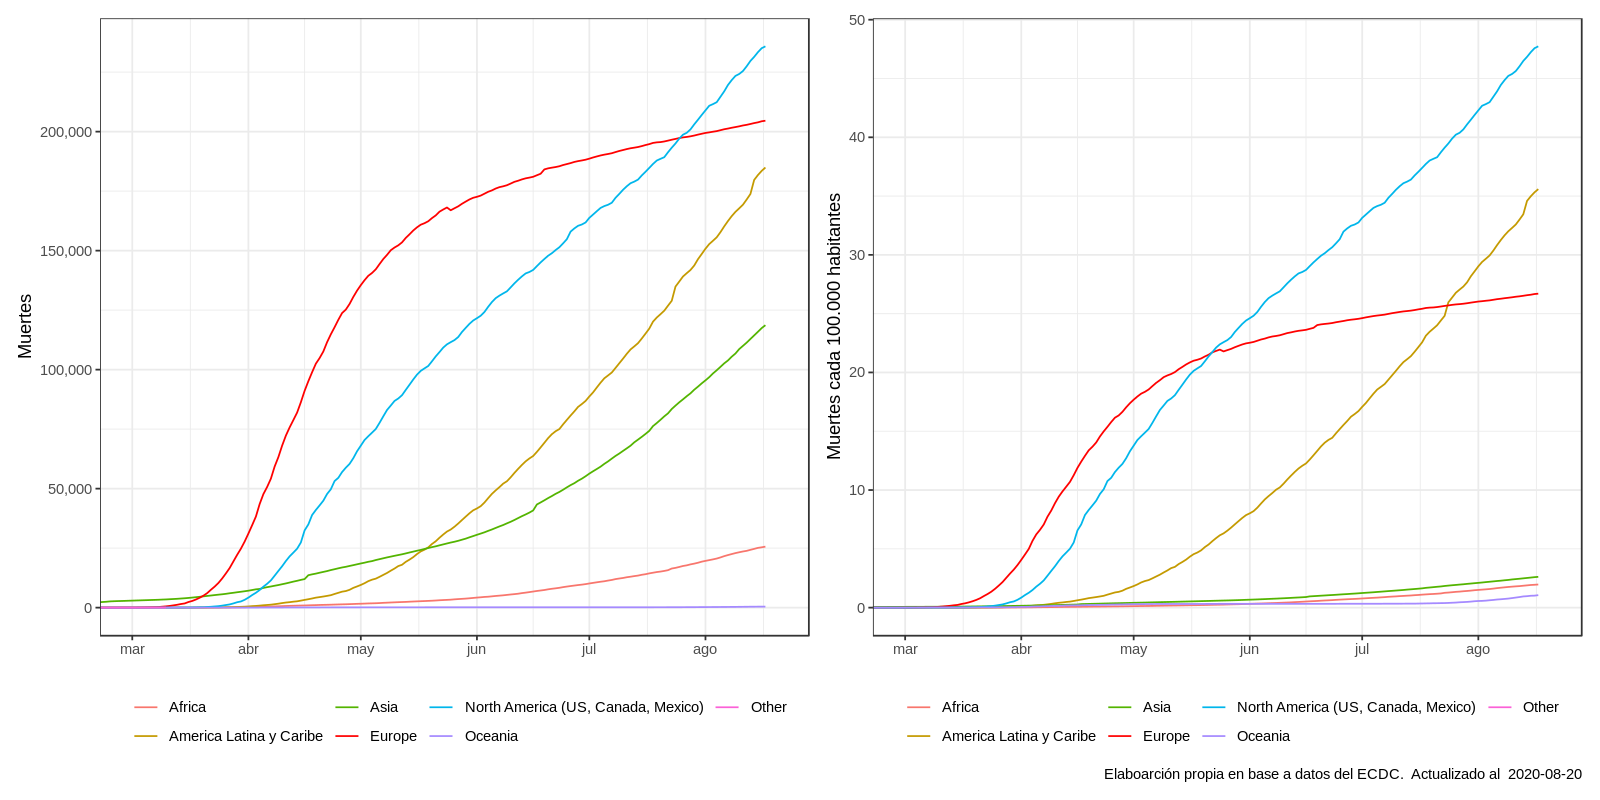 Muertes
200,000
150,000
100,000
50,000
0
mar abr may jun jul ago
Africa Asia North America (US, Canada, Mexico) Other
America Latina y Caribe Europe Oceania
Muertes cada 100.000 habitantes
50
40
30
20
10
0
mar abr may jun jul ago
Africa Asia North America (US, Canada, Mexico) Other
America Latina y Caribe Europe Oceania
Elaboarción propia en base a datos del ECDC. Actualizado al 2020-08-20